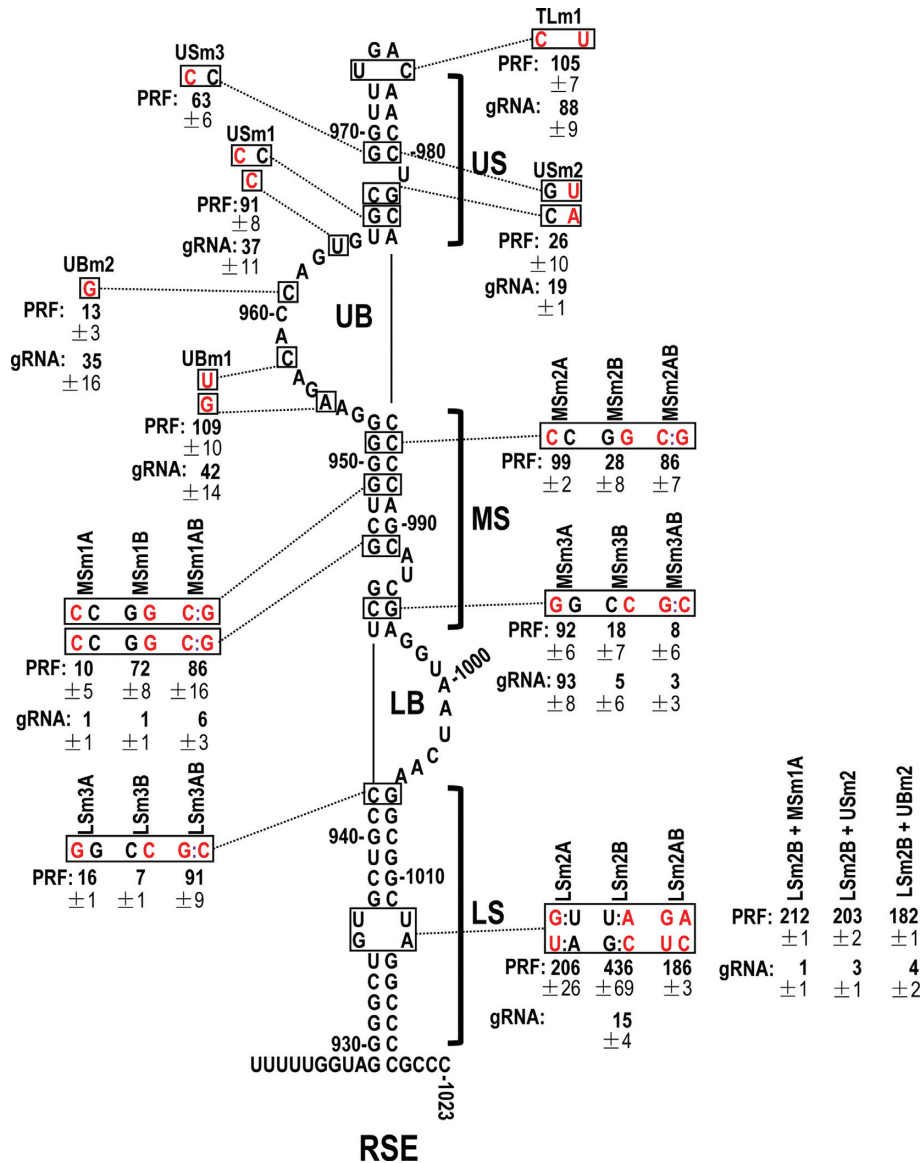 USm3
C C
PRF: 63
±6
USm1
C C
C
PRF: 91
±8
gRNA: 37
±11
UBm2
G
PRF: 13
±3
gRNA: 35
±16
UBm1
U
G
PRF: 109
±10
gRNA: 42
±14
TLm1
C U
PRF: 105
±7
gRNA: 88
±9
USm2
G U
C A
PRF: 26
±10
gRNA: 19
±1
G A
U C
U A
U A
970-G C
G C
G C -980
U
C G
G C
U A
G
U
G
A
C
960-C
A
C
A
G
A
A
G
US
UB
G C
G C
950-G C
G C
U A
C G -990
G C
A
U
G C
C G
U A
MS
MSm2A MSm2B MSm2AB
C C G G C:G
PRF: 99 28 86
±2 ±8 ±7
MSm1A MSm1B MSm1AB
C C G G C:G
C C G G C:G
PRF: 10 72 86
±5 ±8 ±16
gRNA: 1 1 6
±1 ±1 ±3
MSm3A MSm3B MSm3AB
G G C C G:C
PRF: 92 18 8
±6 ±7 ±6
gRNA: 93 5 3
±8 ±6 ±3
G
G
U
A -1000
A
A
U
C
A
A
LB
LSm3A LSm3B LSm3AB
G G C C G:C
PRF: 16 7 91
±1 ±1 ±9
C G
C G
940-G C
U G
C G -1010
G C
U U
G A
U G
C G
G C
G C
G C
930-G C
UUUUUGGUAG CGCCC
-1023
LS
LSm2A LSm2B LSm2AB
G:U U:A G A
U:A G:C U C
PRF: 206 436 186
±26 ±69 ±3
gRNA: 15
±4
LSm2B + MSm1A LSm2B + USm2 LSm2B + UBm2
PRF: 212 203 182
±1 ±2 ±1
gRNA: 1 3 4
±1 ±1 ±2
RSE